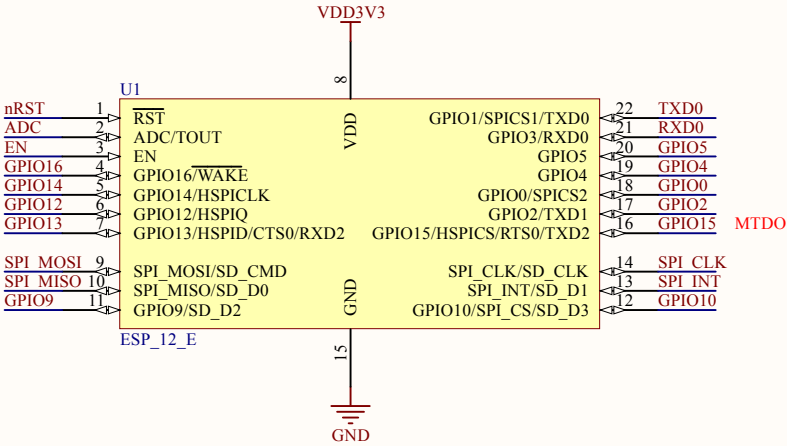 VDD3V3
8
U1
nRST 1 RST VDD GPIO1/SPICS1/TXD0 22 TXD0
ADC 2 ADC/TOUT GPIO3/RXD0 21 RXD0
EN 3 EN GPIO5 20 GPIO5
GPIO16 4 GPIO16/WAKE GPIO4 19 GPIO4
GPIO14 5 GPIO14/HSPICLK GPIO0/SPICS2 18 GPIO0
GPIO12 6 GPIO12/HSPIQ GPIO2/TXD1 17 GPIO2
GPIO13 7 GPIO13/HSPID/CTS0/RXD2 GPIO15/HSPICS/RTS0/TXD2 16 GPIO15 MTDO
SPI_MOSI 9 SPI_MOSI/SD_CMD SPI_CLK/SD_CLK 14 SPI_CLK
SPI_MISO 10 SPI_MISO/SD_D0 GND SPI_INT/SD_D1 13 SPI_INT
GPIO9 11 GPIO9/SD_D2 GPIO10/SPI_CS/SD_D3 12 GPIO10
ESP_12_E
15
GND